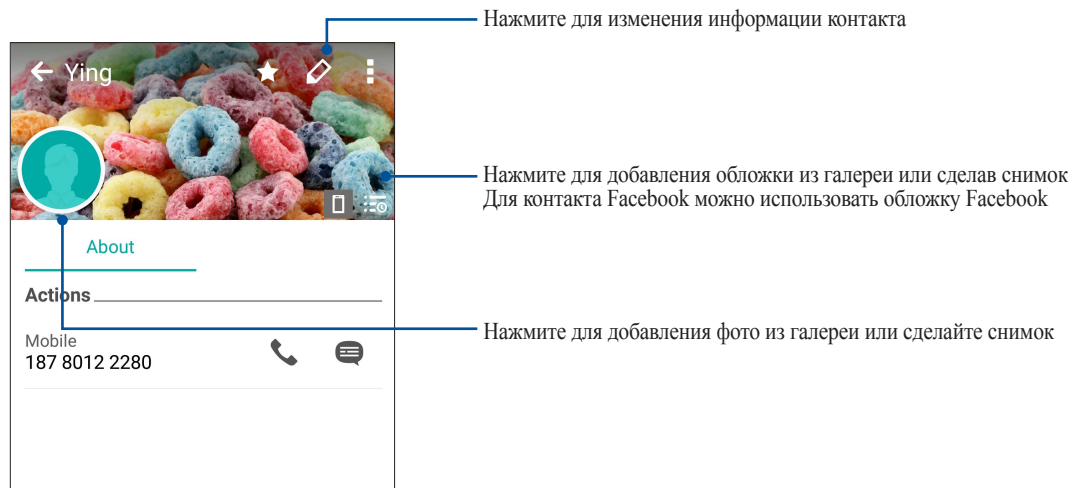 Нажмите для изменения информации контакта
Ying
Нажмите для добавления обложки из галереи или сделав снимок
Для контакта Facebook можно использовать обложку Facebook
About
Actions
Нажмите для добавления фото из галереи или сделайте снимок
Mobile
187 8012 2280